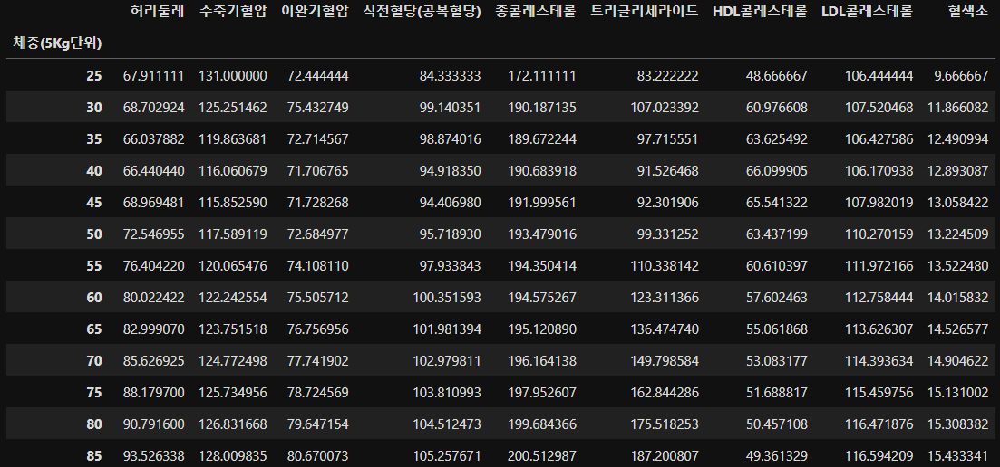 허리둘레 수축기혈압 이완기혈압 식전혈당(공복혈당) 총콜레스테롤 트리글리세라이드 HDL콜레스테롤 LDL콜레스테롤 혈색소
체중(5Kg단위)
25 67.911111 131.000000 72.444444 84.333333 172.111111 83.222222 48.666667 106.444444 9.666667
30 68.702924 125.251462 75.432749 99.140351 190.187135 107.023392 60.976608 107.520468 11.866082
35 66.037882 119.863681 72.714567 98.874016 189.672244 97.715551 63.625492 106.427586 12.490994
40 66.440440 116.060679 71.706765 94.918350 190.683918 91.526468 66.099905 106.170938 12.893087
45 68.969481 115.852590 71.728268 94.406980 191.999561 92.301906 65.541322 107.982019 13.058422
50 72.546955 117.589119 72.684977 95.718930 193.479016 99.331252 63.437199 110.270159 13.224509
55 76.404220 120.065476 74.108110 97.933843 194.350414 110.338142 60.610397 111.972166 13.522480
60 80.022422 122.242554 75.505712 100.351593 194.575267 123.311366 57.602463 112.758444 14.015832
65 82.999070 123.751518 76.756956 101.981394 195.120890 136.474740 55.061868 113.626307 14.526577
70 85.626925 124.772498 77.741902 102.979811 196.164138 149.798584 53.083177 114.393634 14.904622
75 88.179700 125.734956 78.724569 103.810993 197.952607 162.844286 51.688817 115.459756 15.131002
80 90.791600 126.831668 79.647154 104.512473 199.684366 175.518253 50.457108 116.471876 15.308382
85 93.526338 128.009835 80.670073 105.257671 200.512987 187.200807 49.361329 116.594209 15.433341